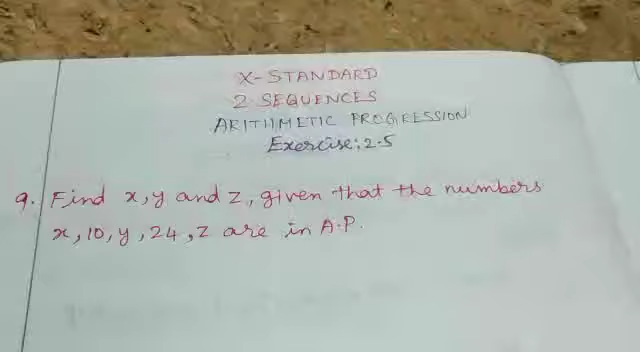 X-STANDARD
2. SEQUENCES
ARITHMETIC PROGRESSION
Exercise: 2.5
9. Find x, y and z, given that the numbers
x, 10, y, 24, z are in A.P.